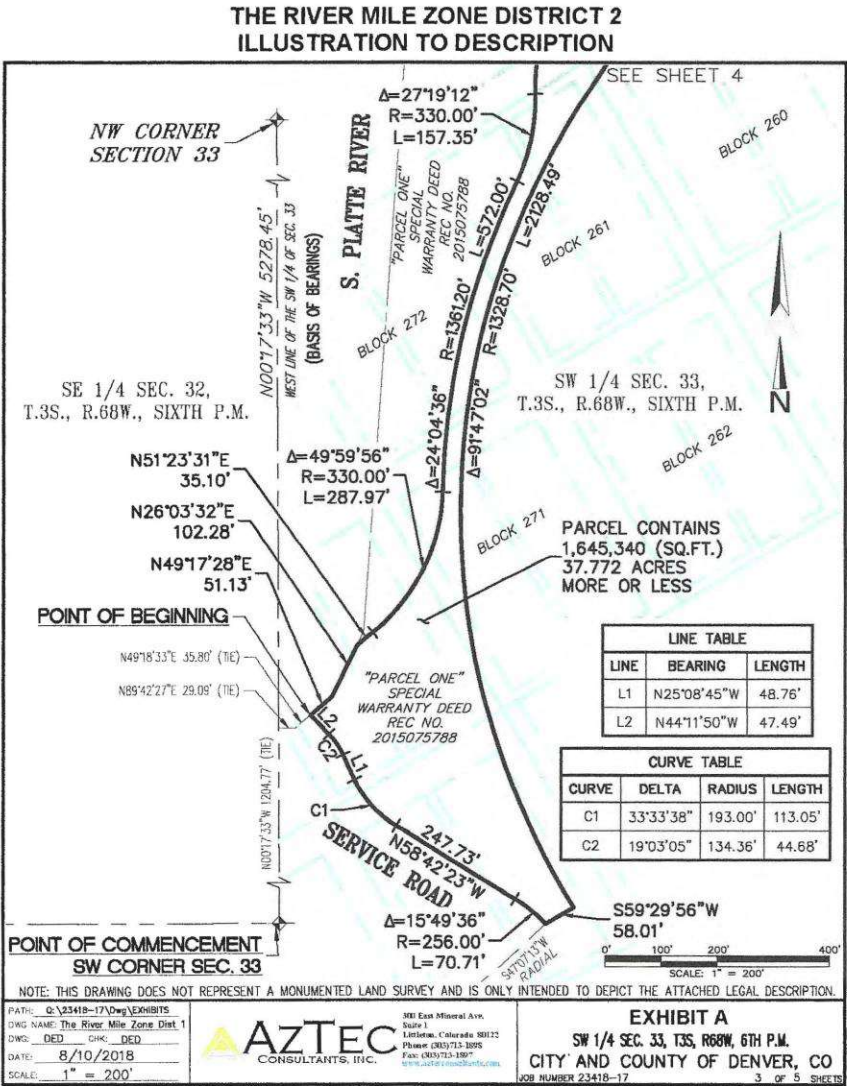 THE RIVER MILE ZONE DISTRICT 2
ILLUSTRATION TO DESCRIPTION
SEE SHEET 4
Δ=27°19'12"
R=330.00'
L=157.35'
NW CORNER
SECTION 33
BLOCK 260
S. PLATTE RIVER
"PARCEL ONE"
SPECIAL
WARRANTY DEED
REC NO.
2015075788
L=572.00'
L=2128.49'
BLOCK 261
N00°17'33"W 5278.45'
WEST LINE OF THE SW 1/4 OF SEC. 33
(BASIS OF BEARINGS)
R=1361.20'
R=1328.70'
BLOCK 272
SE 1/4 SEC. 32,
T.3S., R.68W., SIXTH P.M.
SW 1/4 SEC. 33,
T.3S., R.68W., SIXTH P.M.
N
Δ=24°04'36"
Δ=91°47'02"
BLOCK 262
N51°23'31"E
35.10'
Δ=49°59'56"
R=330.00'
L=287.97'
N26°03'32"E
102.28'
BLOCK 271
PARCEL CONTAINS
1,645,340 (SQ.FT.)
37.772 ACRES
MORE OR LESS
N49°17'28"E
51.13'
POINT OF BEGINNING
N49°18'33"E 35.80' (TIE)
N89°42'27"E 29.09' (TIE)
"PARCEL ONE"
SPECIAL
WARRANTY DEED
REC NO.
2015075788
LINE TABLE
LINE BEARING LENGTH
L1 N25°08'45"W 48.76'
L2 N44°11'50"W 47.49'
L2
C2
L1
N00°17'33"W 1204.77' (TIE)
CURVE TABLE
CURVE DELTA RADIUS LENGTH
C1 33°33'38" 193.00' 113.05'
C2 19°03'05" 134.36' 44.68'
C1
247.73'
N58°42'23"W
SERVICE ROAD
Δ=15°49'36"
R=256.00'
L=70.71'
S47°07'13"W
RADIAL
S59°29'56"W
58.01'
POINT OF COMMENCEMENT
SW CORNER SEC. 33
0' 100' 200' 400'
SCALE: 1" = 200'
NOTE: THIS DRAWING DOES NOT REPRESENT A MONUMENTED LAND SURVEY AND IS ONLY INTENDED TO DEPICT THE ATTACHED LEGAL DESCRIPTION.
PATH: Q:\23418-17\Dwg\EXHIBITS
DWG NAME: The River Mile Zone Dist 1
DWG: DED CHK: DED
DATE: 8/10/2018
SCALE: 1" = 200'
AZTEC
CONSULTANTS, INC.
300 East Mineral Ave.
Suite 1
Littleton, Colorado 80122
Phone: (303)713-1898
Fax: (303)713-1897
www.aztecconsultants.com
EXHIBIT A
SW 1/4 SEC. 33, T3S, R68W, 6TH P.M.
CITY AND COUNTY OF DENVER, CO
JOB NUMBER 23418-17 3 OF 5 SHEETS